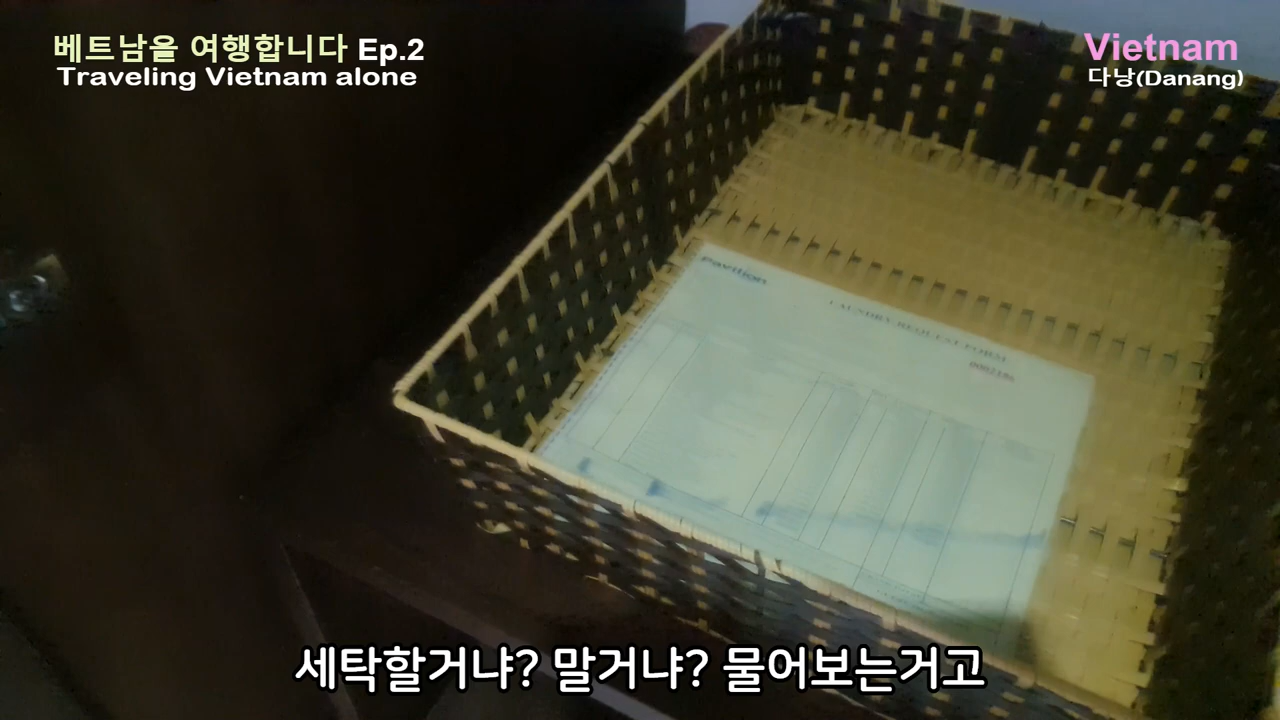 베트남을 여행합니다 Ep.2
Traveling Vietnam alone
Vietnam
다낭(Danang)
Pavilion
LAUNDRY REQUEST FORM
세탁할거냐? 말거냐? 물어보는거고